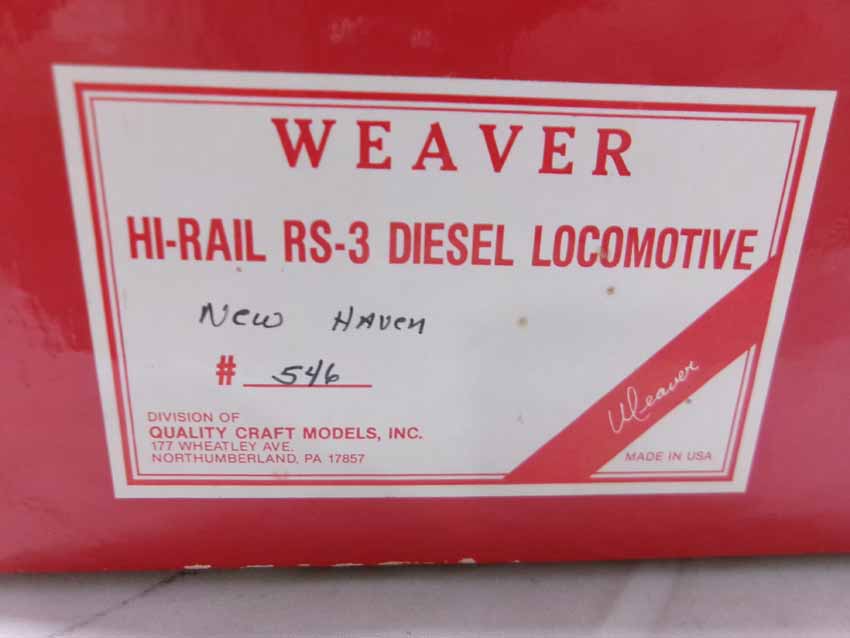 WEAVER
HI-RAIL RS-3 DIESEL LOCOMOTIVE
New Haven
# 546
DIVISION OF
QUALITY CRAFT MODELS, INC.
177 WHEATLEY AVE.
NORTHUMBERLAND, PA 17857
Weaver
MADE IN USA